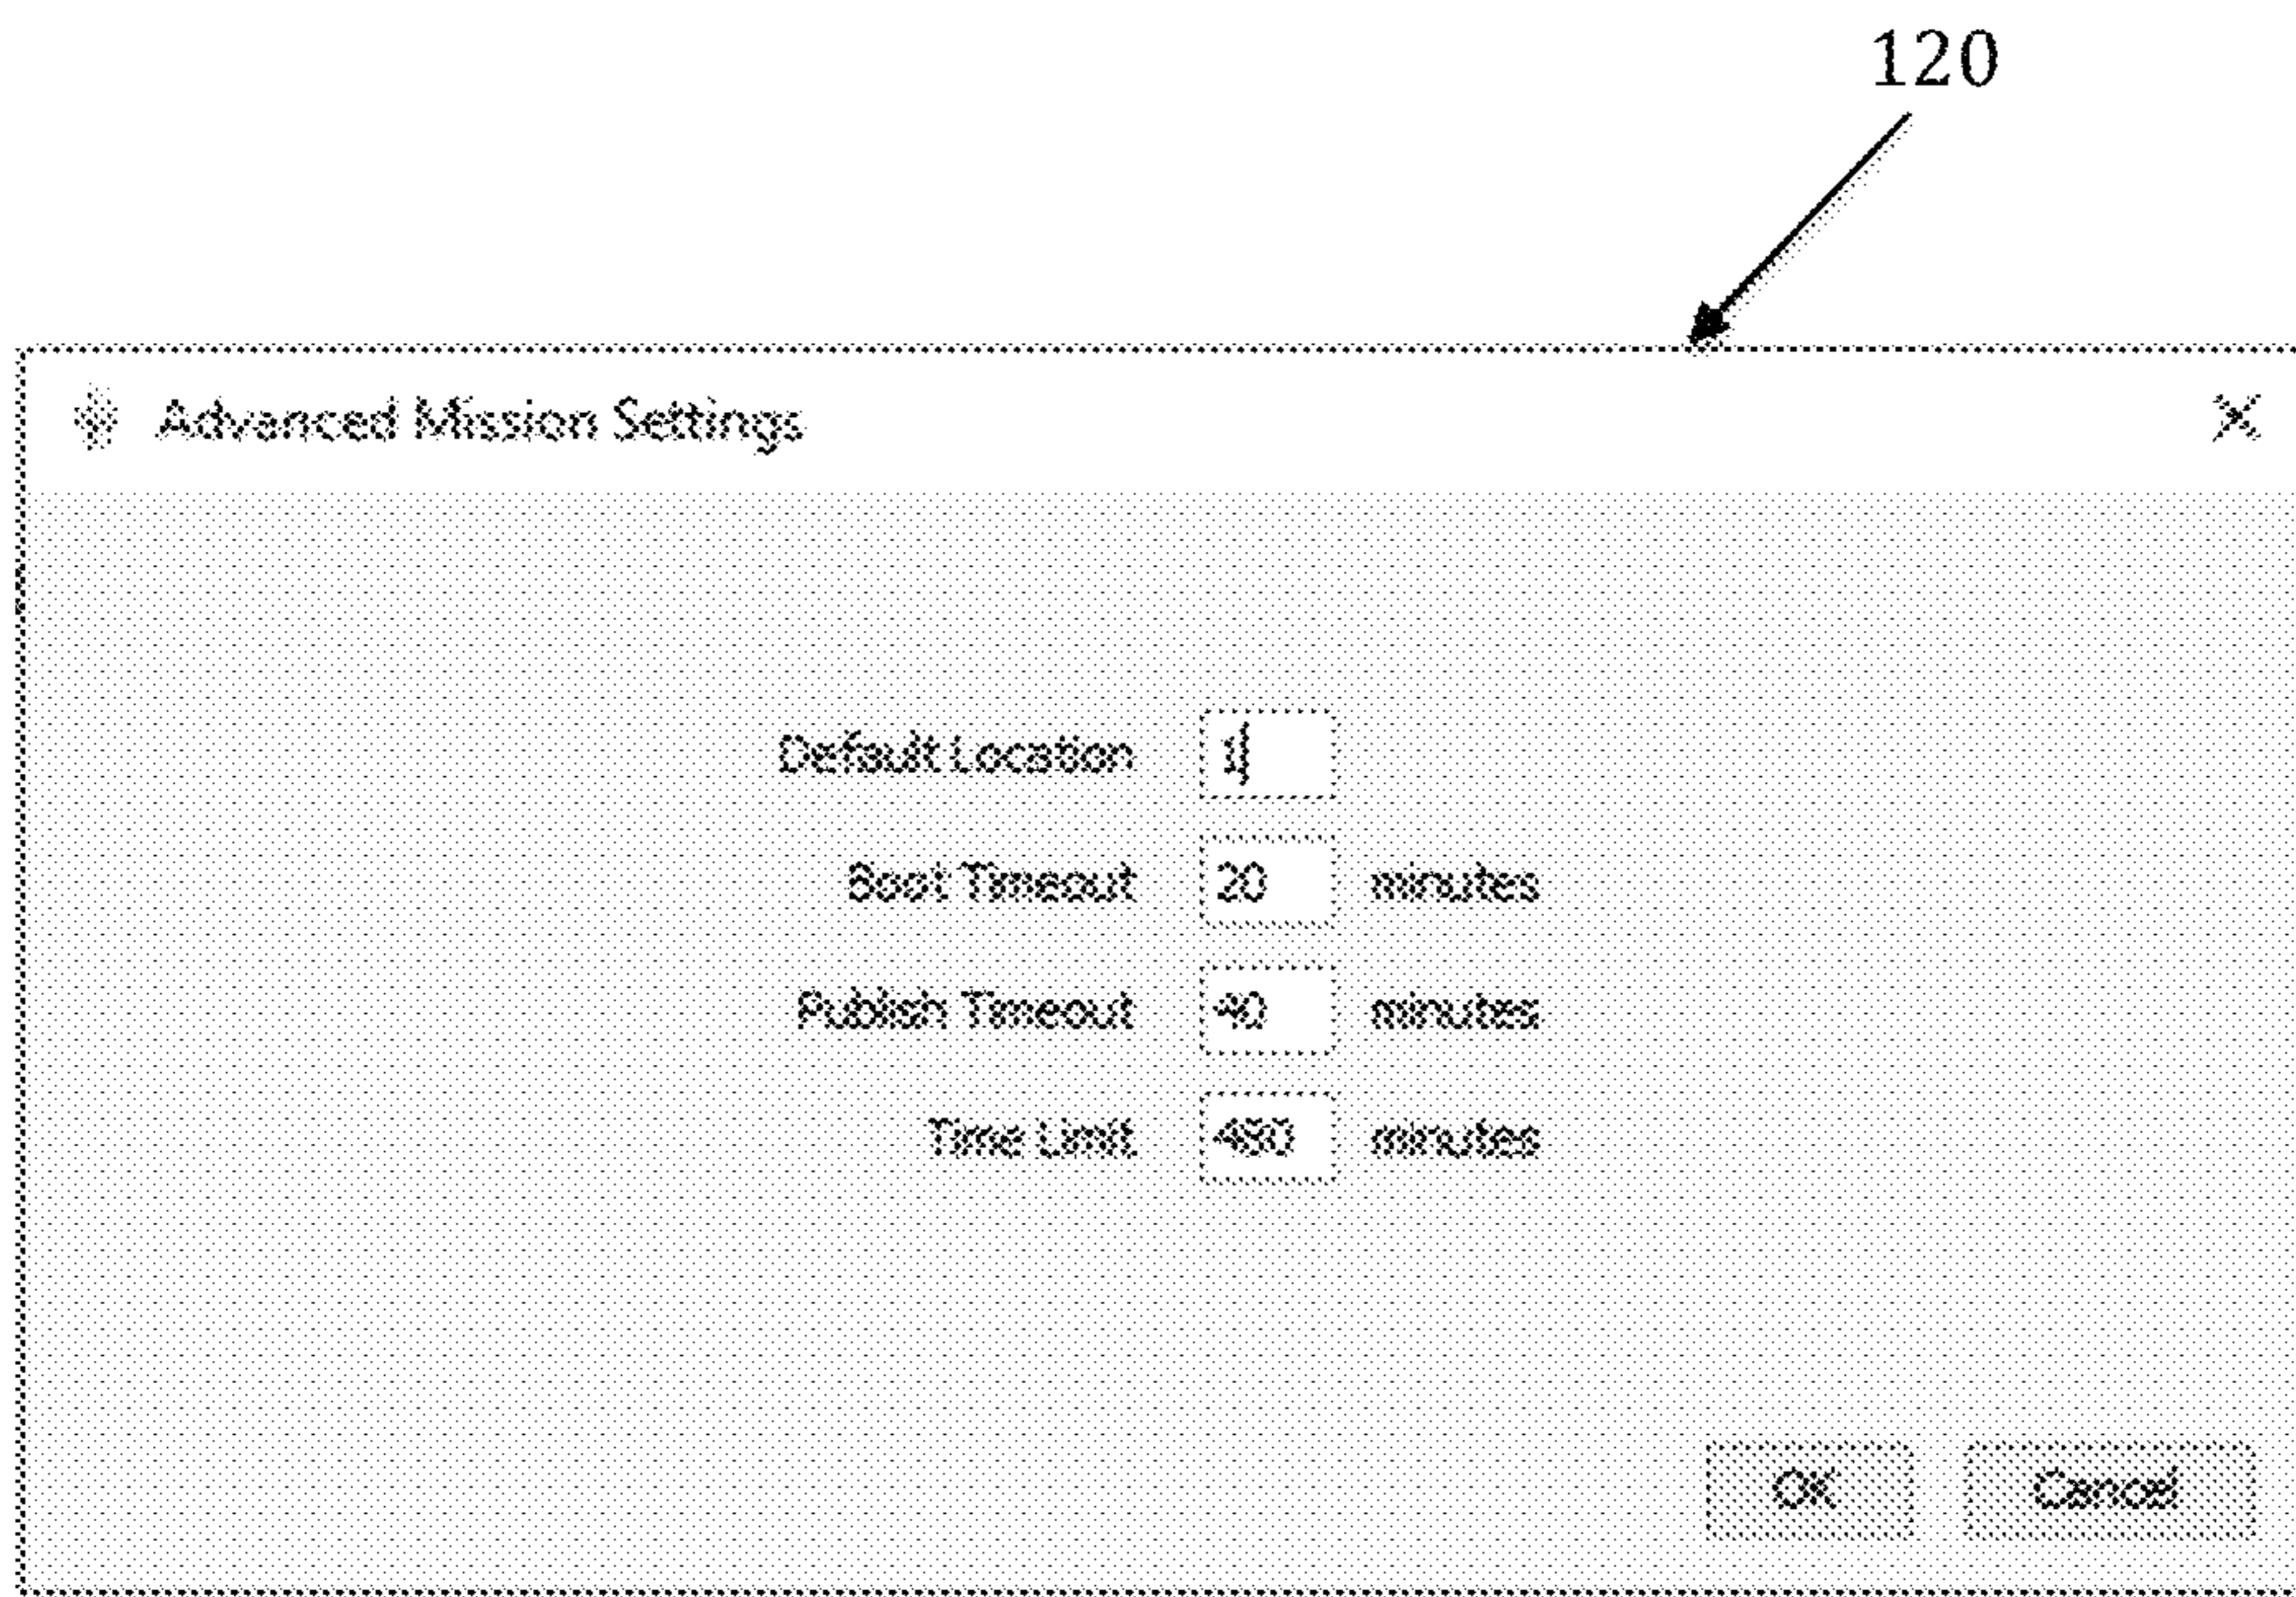 120
Advanced Mission Settings
Default Location 1
Boot Timeout 20 minutes
Publish Timeout 40 minutes
Time Limit 480 minutes
OK Cancel